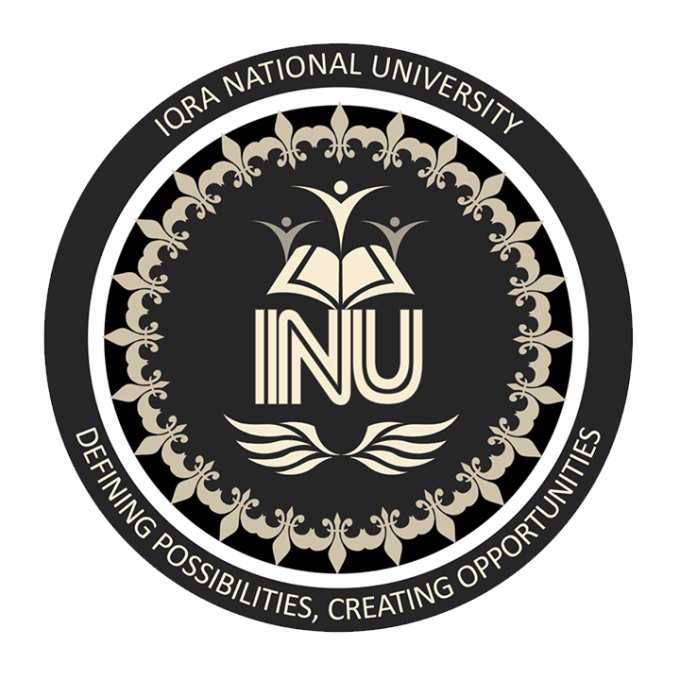 IQRA NATIONAL UNIVERSITY
INU
DEFINING POSSIBILITIES, CREATING OPPORTUNITIES